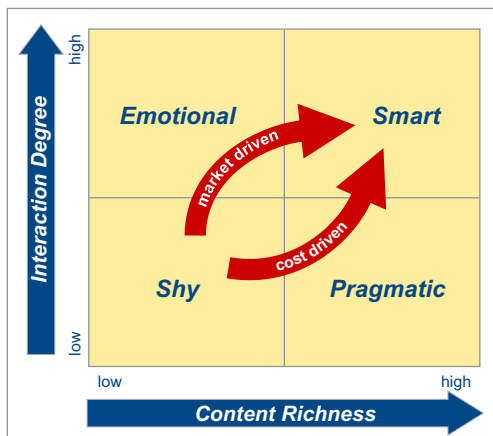 high
Emotional
Smart
market driven
Interaction Degree
cost driven
Shy
Pragmatic
low
low
high
Content Richness